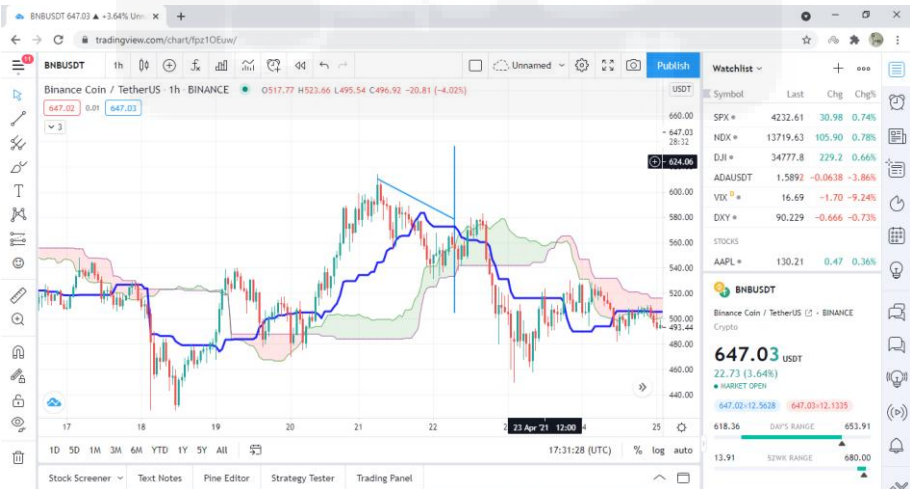 BNBUSDT 647.03 ▲ +3.64% Unn
tradingview.com/chart/fpz1OEuw/
11
BNBUSDT 1h Unnamed Publish
Binance Coin / TetherUS · 1h · BINANCE O517.77 H523.66 L495.54 C496.92 -20.81 (-4.02%)
USDT
647.02 0.01 647.03
3
660.00
647.03
28:32
624.06
600.00
580.00
560.00
540.00
520.00
500.00
491.44
480.00
460.00
440.00
17 18 19 20 21 22 23 Apr '21 12:00 25
1D 5D 1M 3M 6M YTD 1Y 5Y All 17:31:28 (UTC) % log auto
Stock Screener Text Notes Pine Editor Strategy Tester Trading Panel
Watchlist
Symbol Last Chg Chg%
SPX 4232.61 30.98 0.74%
NDX 13719.63 105.90 0.78%
DJI 34777.8 229.2 0.66%
ADAUSDT 1.5892 -0.0638 -3.86%
VIX D 16.69 -1.70 -9.24%
DXY 90.229 -0.666 -0.73%
STOCKS
AAPL 130.21 0.47 0.36%
BNBUSDT
Binance Coin / TetherUS · BINANCE
Crypto
647.03 USDT
22.73 (3.64%)
MARKET OPEN
647.02×12.5628 647.03×12.1335
618.36 DAY'S RANGE 653.91
13.91 52WK RANGE 680.00